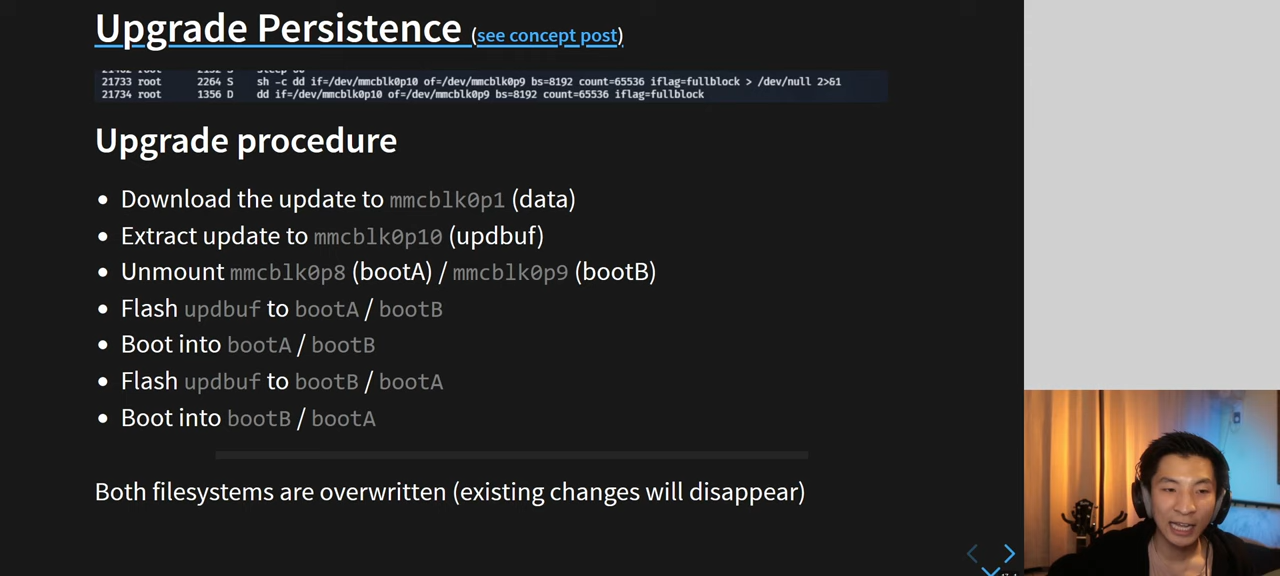 Upgrade Persistence (see concept post)
21733 root 2264 S sh -c dd if=/dev/mmcblk0p10 of=/dev/mmcblk0p9 bs=8192 count=65536 iflag=fullblock > /dev/null 2>&1
21734 root 1356 D dd if=/dev/mmcblk0p10 of=/dev/mmcblk0p9 bs=8192 count=65536 iflag=fullblock
Upgrade procedure
• Download the update to mmcblk0p1 (data)
• Extract update to mmcblk0p10 (updbuf)
• Unmount mmcblk0p8 (bootA) / mmcblk0p9 (bootB)
• Flash updbuf to bootA / bootB
• Boot into bootA / bootB
• Flash updbuf to bootB / bootA
• Boot into bootB / bootA
Both filesystems are overwritten (existing changes will disappear)